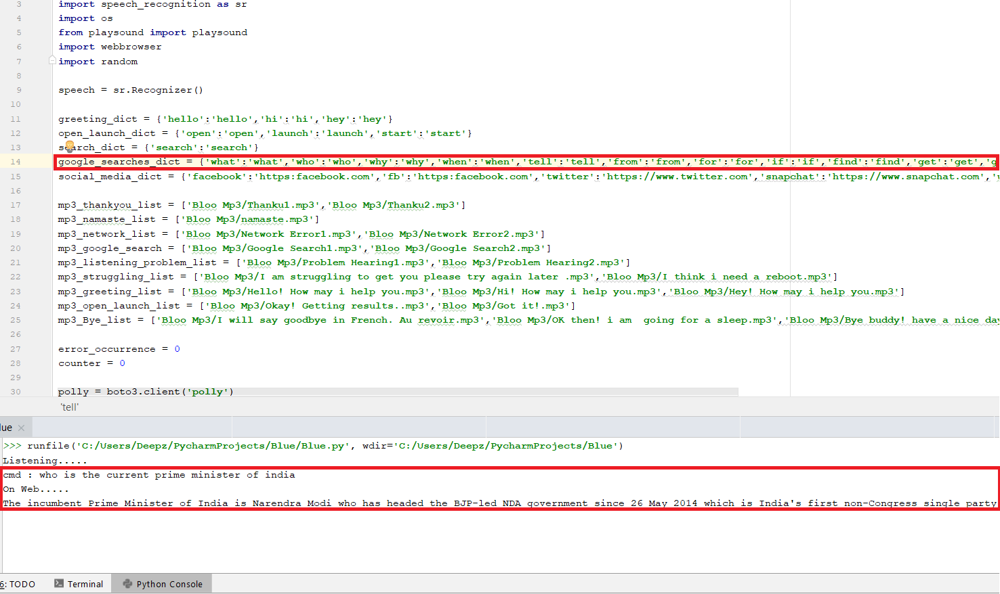 3 import speech_recognition as sr
4 import os
5 from playsound import playsound
6 import webbrowser
7 import random
8
9 speech = sr.Recognizer()
10
11 greeting_dict = {'hello':'hello','hi':'hi','hey':'hey'}
12 open_launch_dict = {'open':'open','launch':'launch','start':'start'}
13 search_dict = {'search':'search'}
14 google_searches_dict = {'what':'what','who':'who','why':'why','when':'when','tell':'tell','from':'from','for':'for','if':'if','find':'find','get':'get','g
15 social_media_dict = {'facebook':'https:facebook.com','fb':'https:facebook.com','twitter':'https://www.twitter.com','snapchat':'https://www.snapchat.com','
16
17 mp3_thankyou_list = ['Bloo Mp3/Thanku1.mp3','Bloo Mp3/Thanku2.mp3']
18 mp3_namaste_list = ['Bloo Mp3/namaste.mp3']
19 mp3_network_list = ['Bloo Mp3/Network Error1.mp3','Bloo Mp3/Network Error2.mp3']
20 mp3_google_search = ['Bloo Mp3/Google Search1.mp3','Bloo Mp3/Google Search2.mp3']
21 mp3_listening_problem_list = ['Bloo Mp3/Problem Hearing1.mp3','Bloo Mp3/Problem Hearing2.mp3']
22 mp3_struggling_list = ['Bloo Mp3/I am struggling to get you please try again later .mp3','Bloo Mp3/I think i need a reboot.mp3']
23 mp3_greeting_list = ['Bloo Mp3/Hello! How may i help you.mp3','Bloo Mp3/Hi! How may i help you.mp3','Bloo Mp3/Hey! How may i help you.mp3']
24 mp3_open_launch_list = ['Bloo Mp3/Okay! Getting results..mp3','Bloo Mp3/Got it!.mp3']
25 mp3_Bye_list = ['Bloo Mp3/I will say goodbye in French. Au revoir.mp3','Bloo Mp3/OK then! i am  going for a sleep.mp3','Bloo Mp3/Bye buddy! have a nice day
26
27 error_occurrence = 0
28 counter = 0
29
30 polly = boto3.client('polly')
'tell'
lue
>>> runfile('C:/Users/Deepz/PycharmProjects/Blue/Blue.py', wdir='C:/Users/Deepz/PycharmProjects/Blue')
Listening.....
cmd : who is the current prime minister of india
On Web.....
The incumbent Prime Minister of India is Narendra Modi who has headed the BJP-led NDA government since 26 May 2014 which is India's first non-Congress single party
6: TODO Terminal Python Console